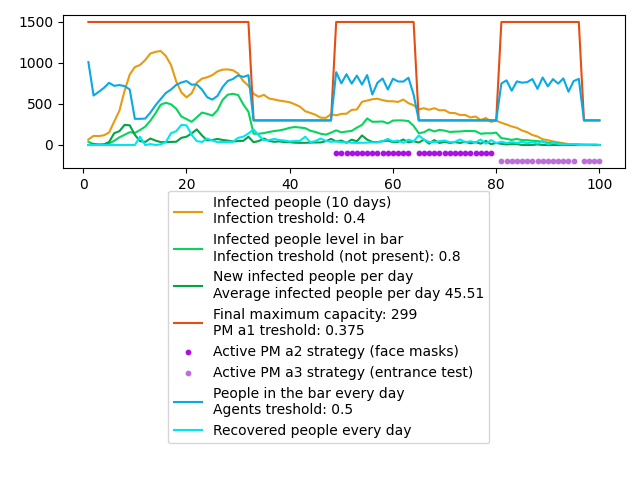 1500
1000
500
0
0
20
40
60
80
100
Infected people (10 days)
Infection treshold: 0.4
Infected people level in bar
Infection treshold (not present): 0.8
New infected people per day
Average infected people per day 45.51
Final maximum capacity: 299
PM a1 treshold: 0.375
Active PM a2 strategy (face masks)
Active PM a3 strategy (entrance test)
People in the bar every day
Agents treshold: 0.5
Recovered people every day